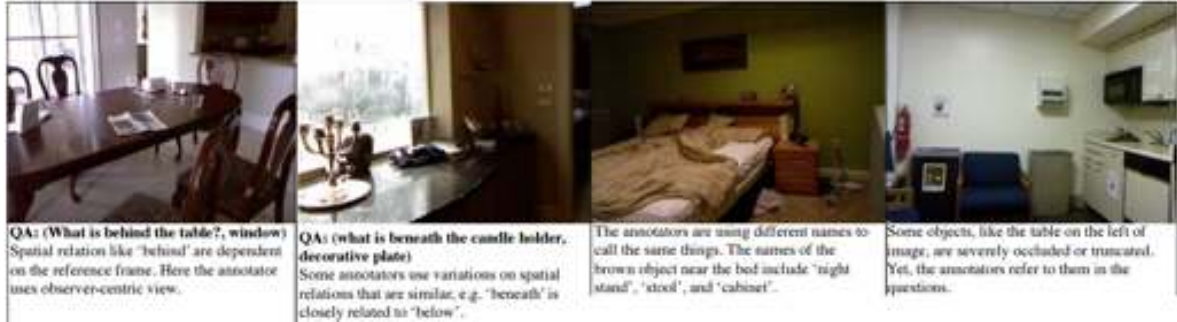 QA: (What is behind the table?, window)
Spatial relation like 'behind' are dependent
on the reference frame. Here the annotator
uses observer-centric view.
QA: (what is beneath the candle holder,
decorative plate)
Some annotators use variations on spatial
relations that are similar, e.g. 'beneath' is
closely related to 'below'.
The annotators are using different names to
call the same things. The names of the
brown object near the bed include 'night
stand', 'stool', and 'cabinet'.
Some objects, like the table on the left of
image, are severely occluded or truncated.
Yet, the annotators refer to them in the
questions.